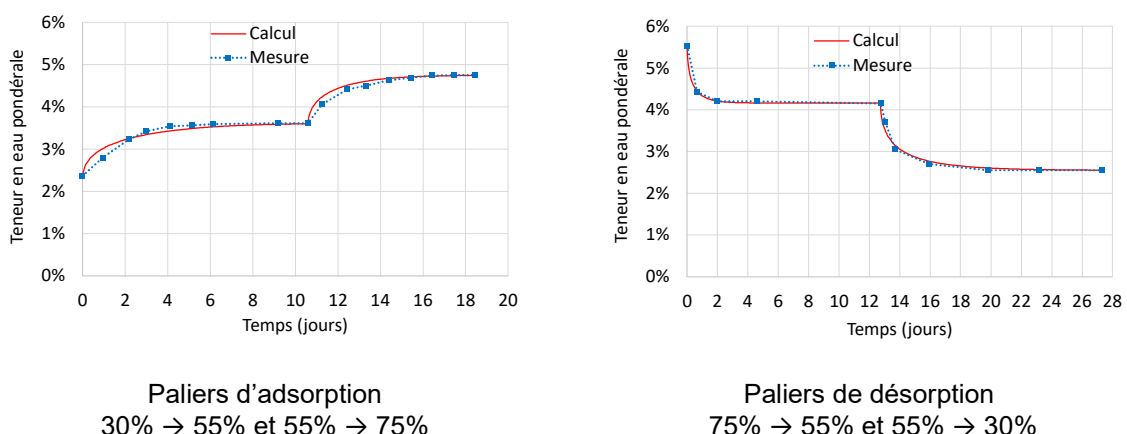 6%
5%
4%
3%
2%
1%
0%
Teneur en eau pondérale
Calcul
Mesure
0 2 4 6 8 10 12 14 16 18 20
Temps (jours)
Paliers d’adsorption
30% → 55% et 55% → 75%
6%
5%
4%
3%
2%
1%
0%
Teneur en eau pondérale
Calcul
Mesure
0 2 4 6 8 10 12 14 16 18 20 22 24 26 28
Temps (jours)
Paliers de désorption
75% → 55% et 55% → 30%